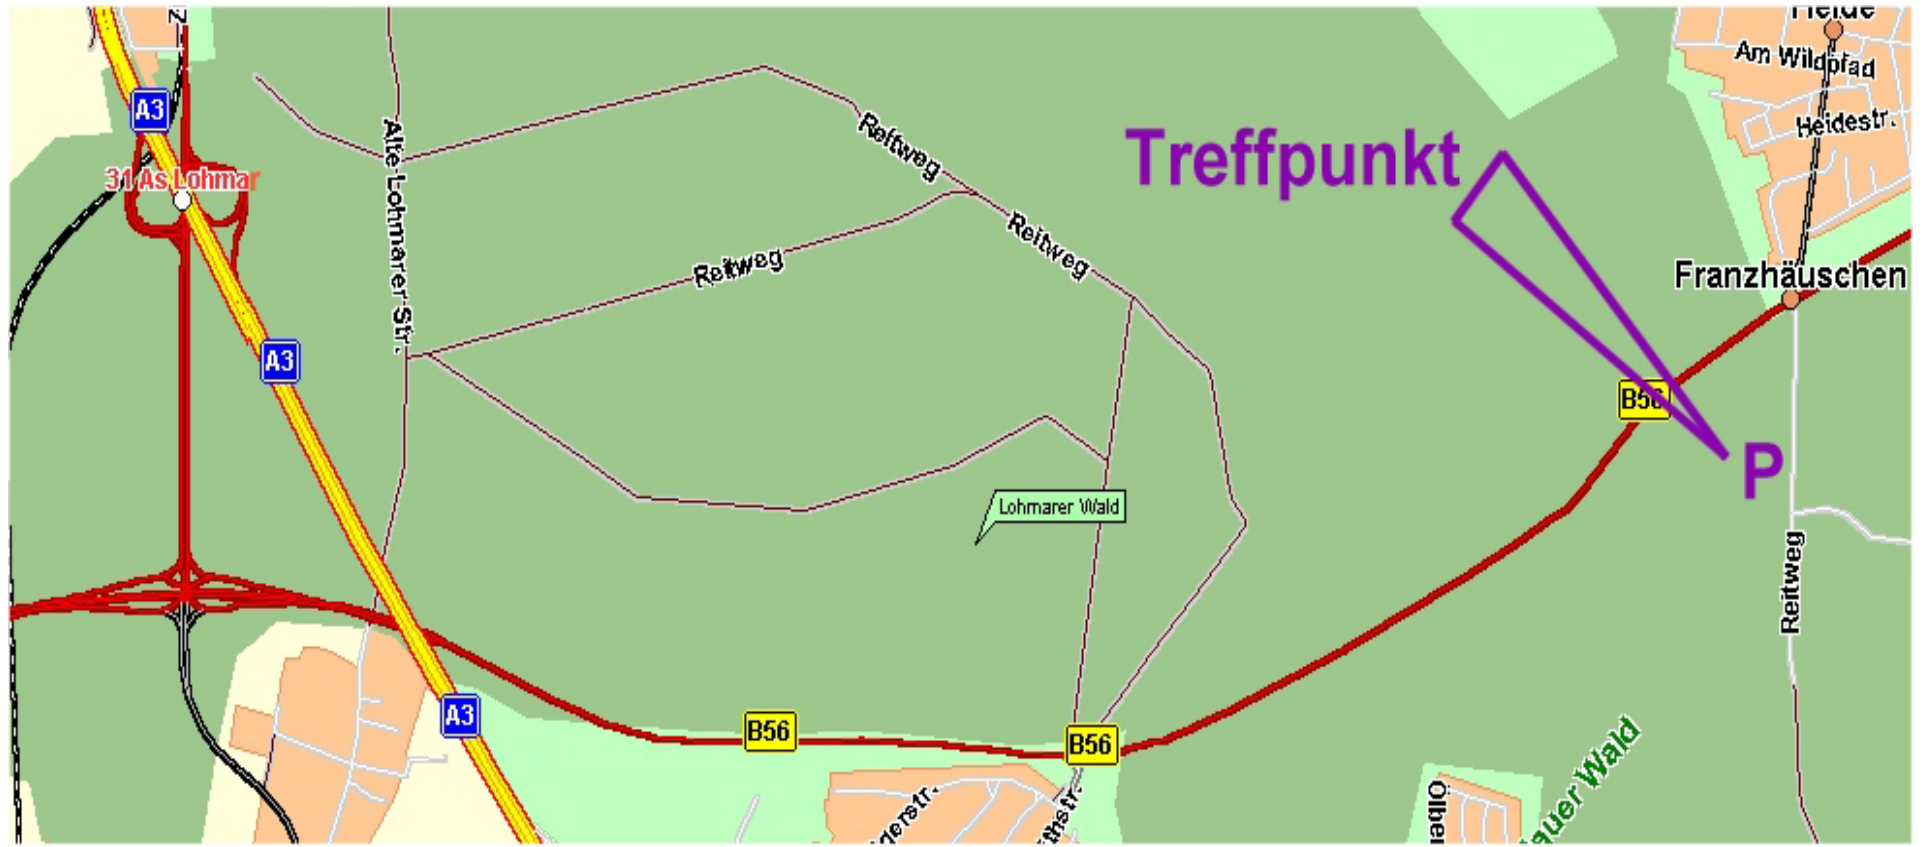 Heide
Am Wildpfad
A3
Heidestr.
Alte Lohmarer Str.
Reitweg
Treffpunkt
31 As Lohmar
Reitweg
Reitweg
Franzhäuschen
A3
B56
P
Lohmarer Wald
Reitweg
A3
B56
B56